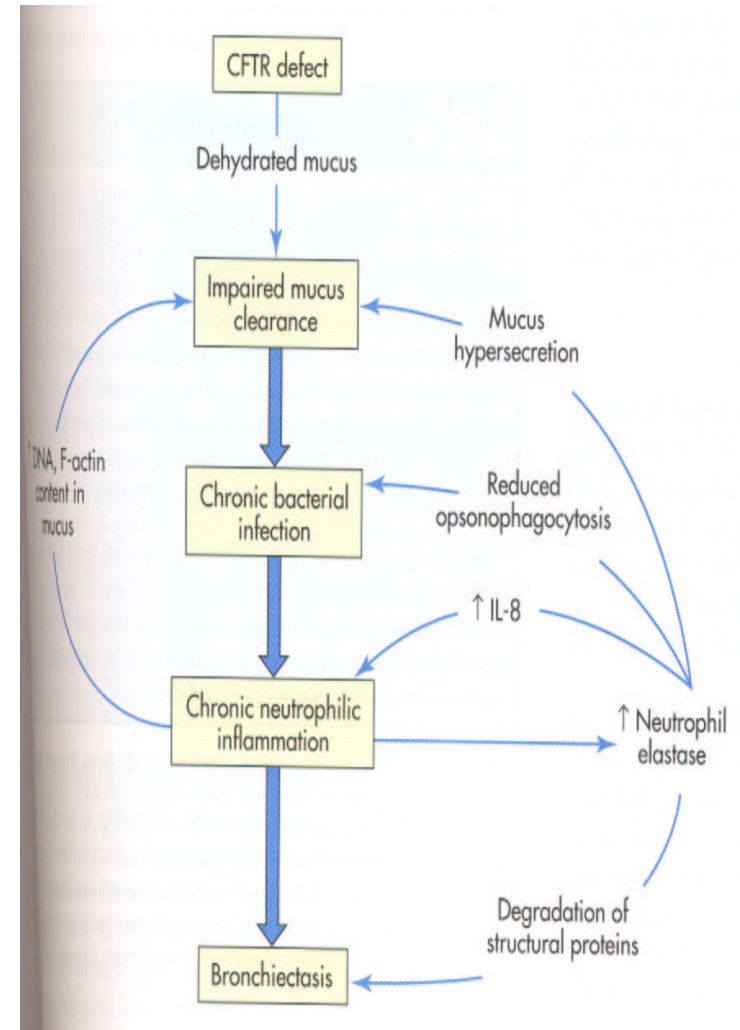 CFTR defect
Dehydrated mucus
Impaired mucus
clearance
Mucus
hypersecretion
↑DNA, F-actin
content in
mucus
Chronic bacterial
infection
Reduced
opsonophagocytosis
↑ IL-8
Chronic neutrophilic
inflammation
↑ Neutrophil
elastase
Degradation of
structural proteins
Bronchiectasis